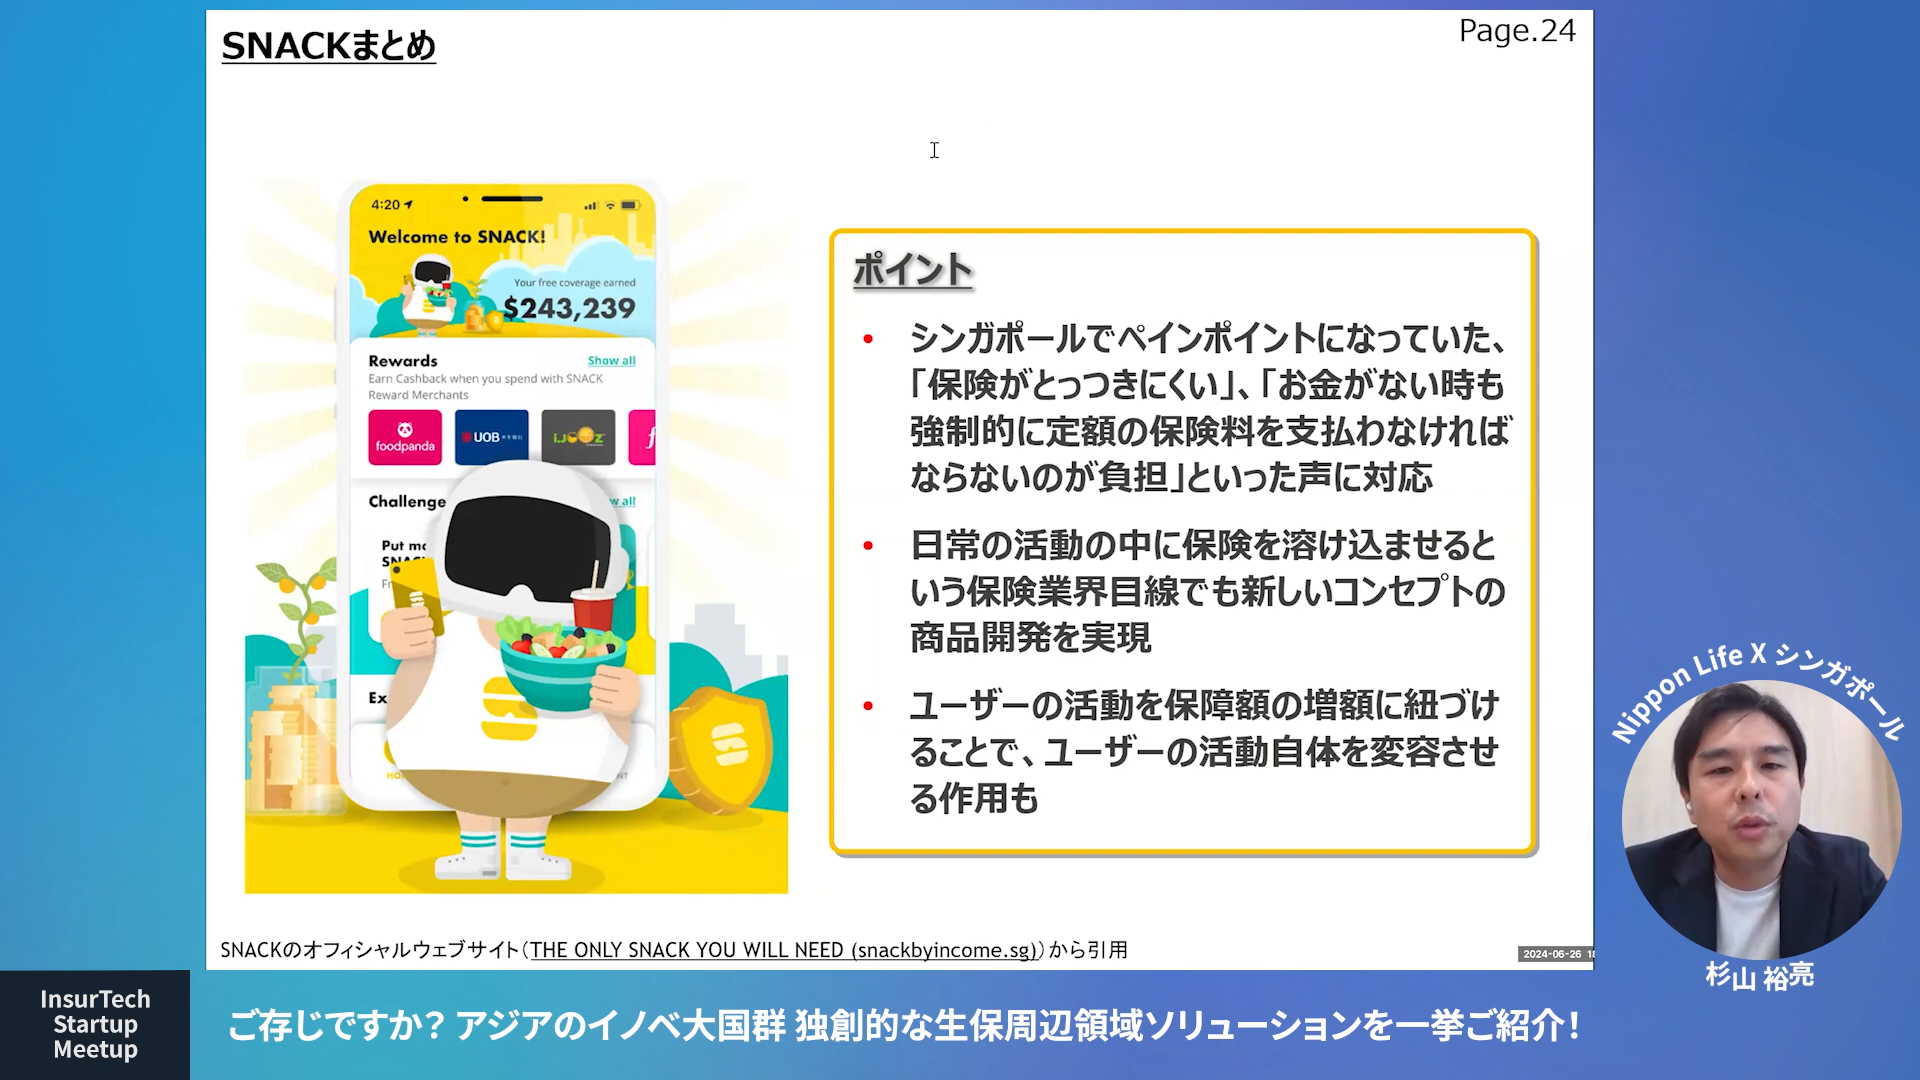 SNACKまとめ
Page.24
4:20
Welcome to SNACK!
Your free coverage earned
$243,239
Rewards
Show all
Earn Cashback when you spend with SNACK
Reward Merchants
foodpanda
UOB
IJOOZ
f
Challenge
w all
Put mo
SNAC
Fr
Ex
HO
NT
ポイント
• シンガポールでペインポイントになっていた、
「保険がとっつきにくい」、「お金がない時も
強制的に定額の保険料を支払わなければ
ならないのが負担」といった声に対応
• 日常の活動の中に保険を溶け込ませると
いう保険業界目線でも新しいコンセプトの
商品開発を実現
• ユーザーの活動を保障額の増額に紐づけ
ることで、ユーザーの活動自体を変容させ
る作用も
SNACKのオフィシャルウェブサイト（THE ONLY SNACK YOU WILL NEED (snackbyincome.sg)）から引用
2024-06-26 18
Nippon Life X シンガポール
杉山 裕亮
InsurTech
Startup
Meetup
ご存じですか？ アジアのイノベ大国群 独創的な生保周辺領域ソリューションを一挙ご紹介！